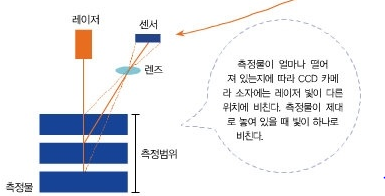 레이저
센서
렌즈
측정범위
측정물
측정물이 얼마나 떨어
져 있는지에 따라 CCD 카메
라 소자에는 레이저 빛이 다른
위치에 비친다. 측정물이 제대
로 놓여 있을 때 빛이 하나로
비친다.